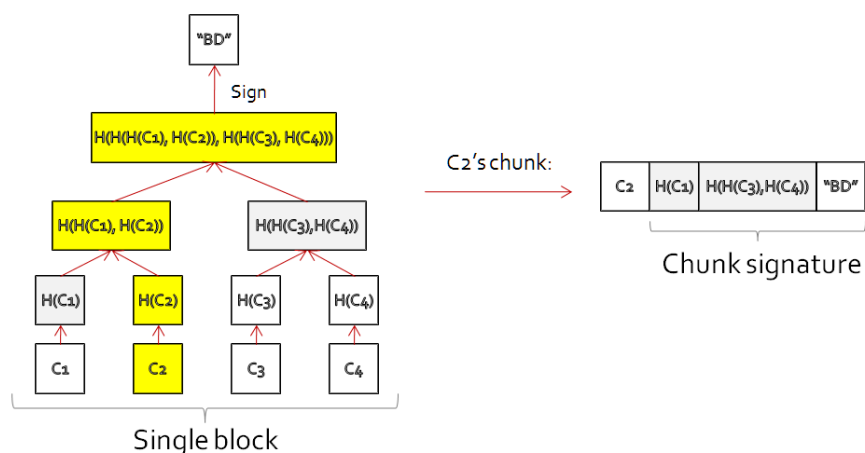 “BD”
Sign
H(H(H(C1), H(C2)), H(H(C3), H(C4)))
C2’s chunk:
C2 H(C1) H(H(C3),H(C4)) “BD”
Chunk signature
H(H(C1), H(C2)) H(H(C3),H(C4))
H(C1) H(C2) H(C3) H(C4)
C1 C2 C3 C4
Single block